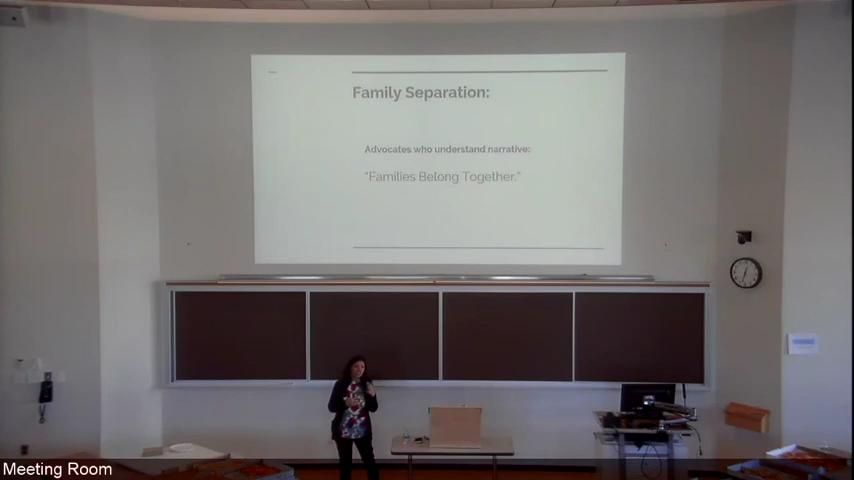 Family Separation:
Advocates who understand narrative:
“Families Belong Together.”
Meeting Room